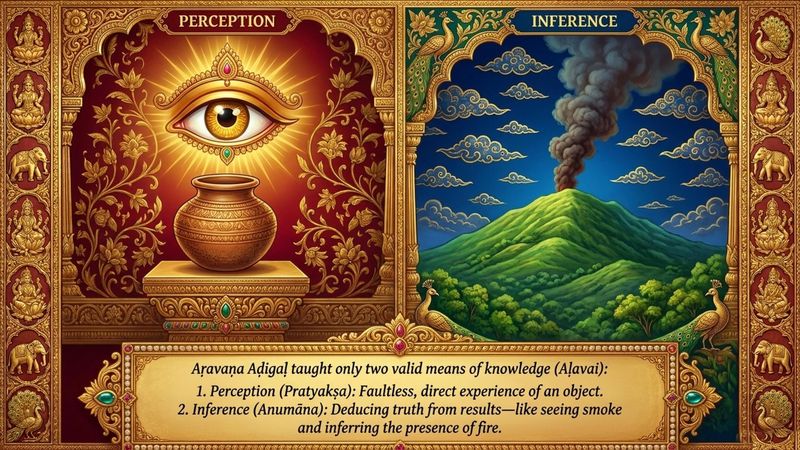 PERCEPTION
INFERENCE
Aṟavaṇa Aḍigaḷ taught only two valid means of knowledge (Aḷavai):
1. Perception (Pratyakṣa): Faultless, direct experience of an object.
2. Inference (Anumāna): Deducing truth from results—like seeing smoke
and inferring the presence of fire.